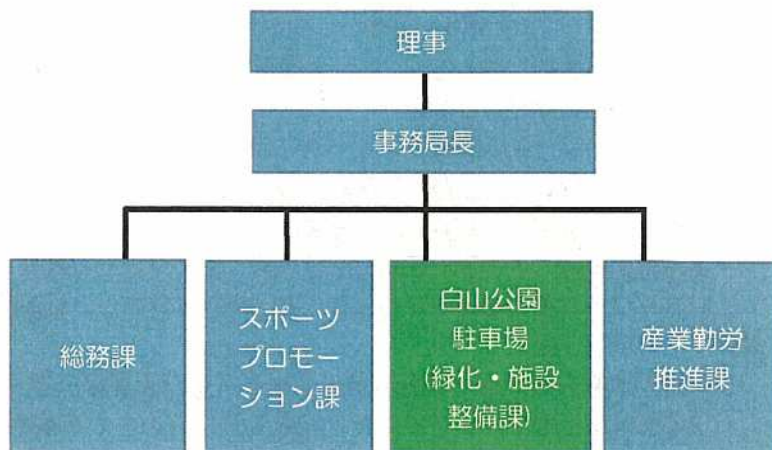 理事
事務局長
総務課
スポーツ
プロモー
ション課
白山公園
駐車場
(緑化・施設
整備課)
産業勤労
推進課